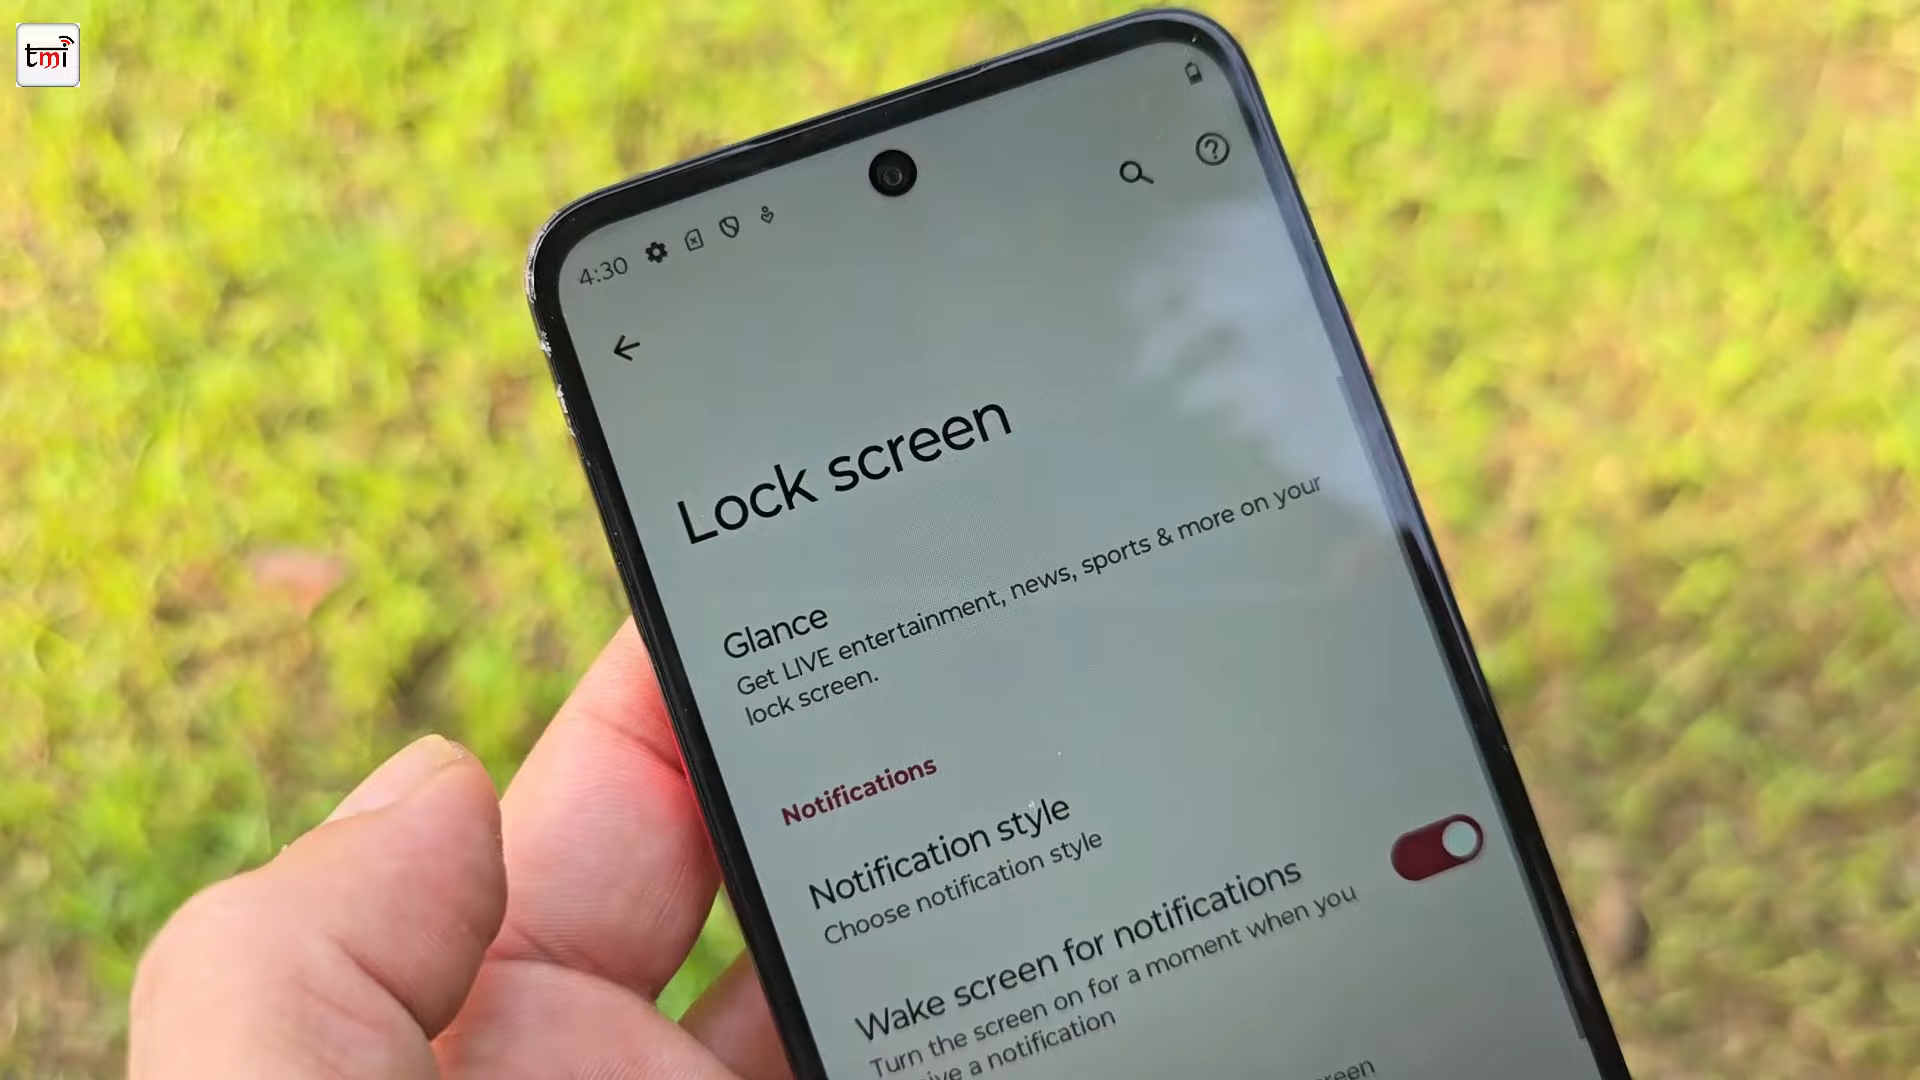 tmi
4:30
Lock screen
Glance
Get LIVE entertainment, news, sports & more on your
lock screen.
Notifications
Notification style
Choose notification style
Wake screen for notifications
Turn the screen on for a moment when you
a notification